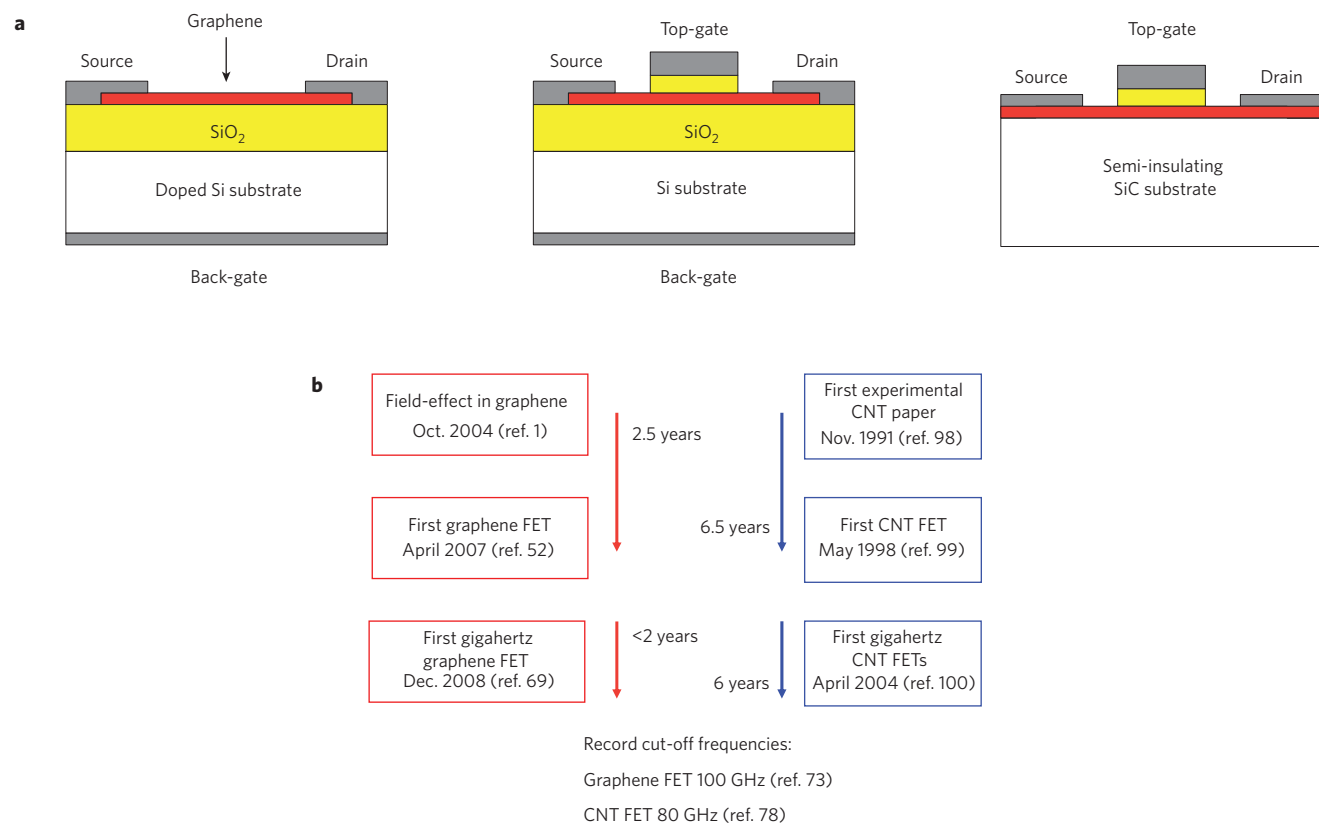 a
Graphene
Source
Drain
SiO2
Doped Si substrate
Back-gate
Top-gate
Source
Drain
SiO2
Si substrate
Back-gate
Top-gate
Source
Drain
Semi-insulating
SiC substrate
b
Field-effect in graphene
Oct. 2004 (ref. 1)
2.5 years
First experimental
CNT paper
Nov. 1991 (ref. 98)
First graphene FET
April 2007 (ref. 52)
6.5 years
First CNT FET
May 1998 (ref. 99)
First gigahertz
graphene FET
Dec. 2008 (ref. 69)
<2 years
6 years
First gigahertz
CNT FETs
April 2004 (ref. 100)
Record cut-off frequencies:
Graphene FET 100 GHz (ref. 73)
CNT FET 80 GHz (ref. 78)